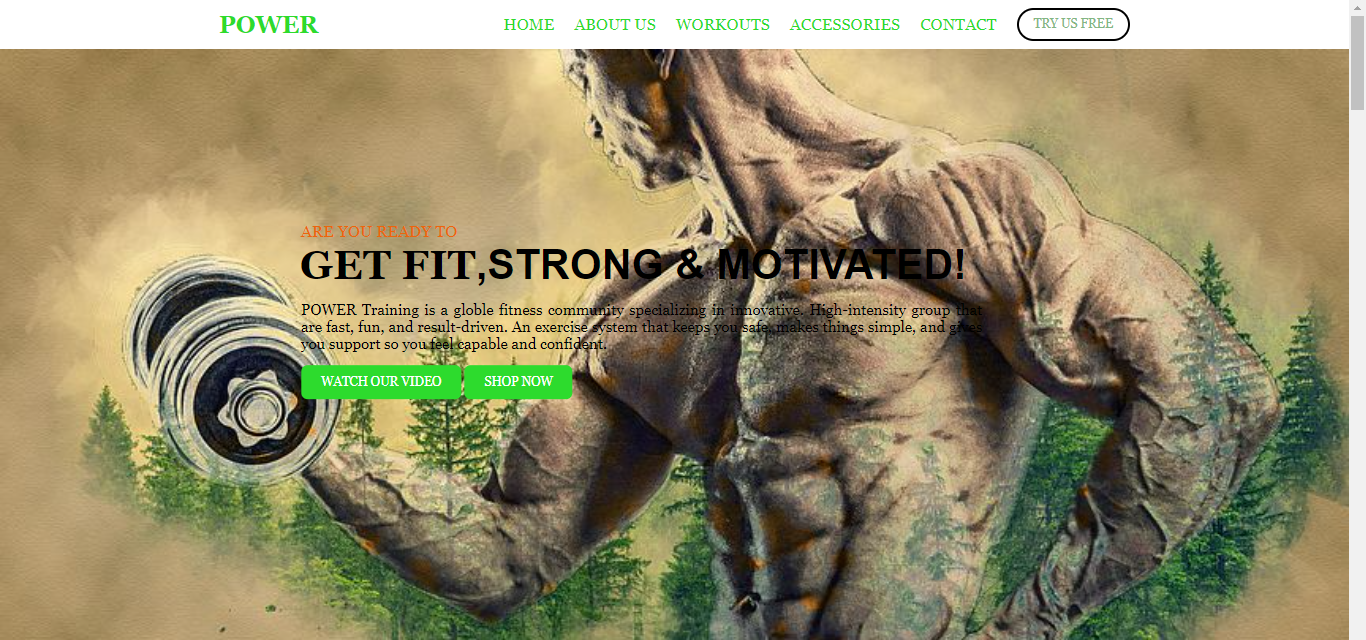 POWER
HOME ABOUT US WORKOUTS ACCESSORIES CONTACT TRY US FREE
ARE YOU READY TO
GET FIT,STRONG & MOTIVATED!
POWER Training is a globle fitness community specializing in innovative. High-intensity group that
are fast, fun, and result-driven. An exercise system that keeps you safe, makes things simple, and gives
you support so you feel capable and confident.
WATCH OUR VIDEO SHOP NOW